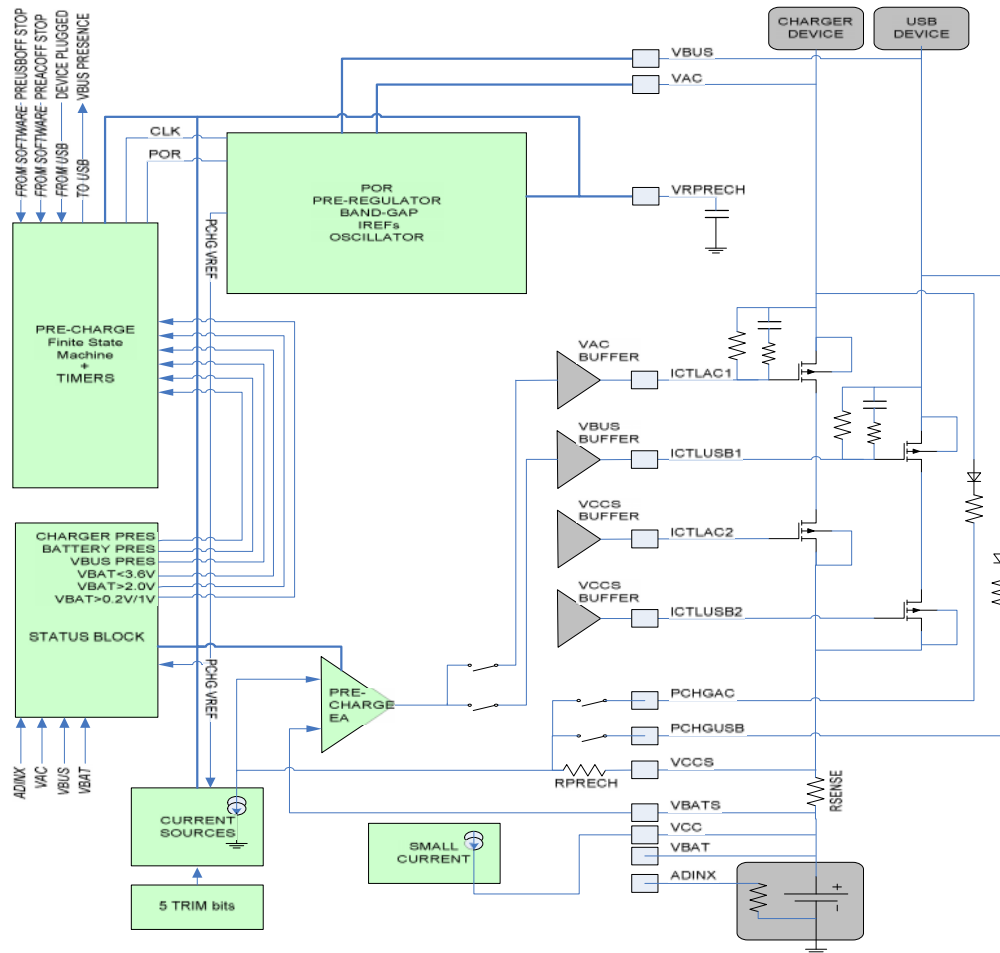 FROM SOFTWARE- PREUSBOFF STOP
FROM SOFTWARE- PREACOFF STOP
FROM USB DEVICE PLUGGED
TO USB VBUS PRESENCE
CHARGER
DEVICE
USB
DEVICE
VBUS
VAC
CLK
POR
POR
PRE-REGULATOR
BAND-GAP
IREFs
OSCILLATOR
VRPRECH
PCHG VREF
PRE-CHARGE
Finite State
Machine
+
TIMERS
VAC
BUFFER
ICTLAC1
VBUS
BUFFER
ICTLUSB1
VCCS
BUFFER
ICTLAC2
VCCS
BUFFER
ICTLUSB2
CHARGER PRES
BATTERY PRES
VBUS PRES
VBAT<3.6V
VBAT>2.0V
VBAT>0.2V/1V
STATUS BLOCK
PCHG VREF
PRE-
CHARGE
EA
PCHGAC
PCHGUSB
VCCS
RPRECH
RSENSE
VBATS
VCC
VBAT
ADINX
ADINX
VAC
VBUS
VBAT
CURRENT
SOURCES
SMALL
CURRENT
5 TRIM bits
+
-